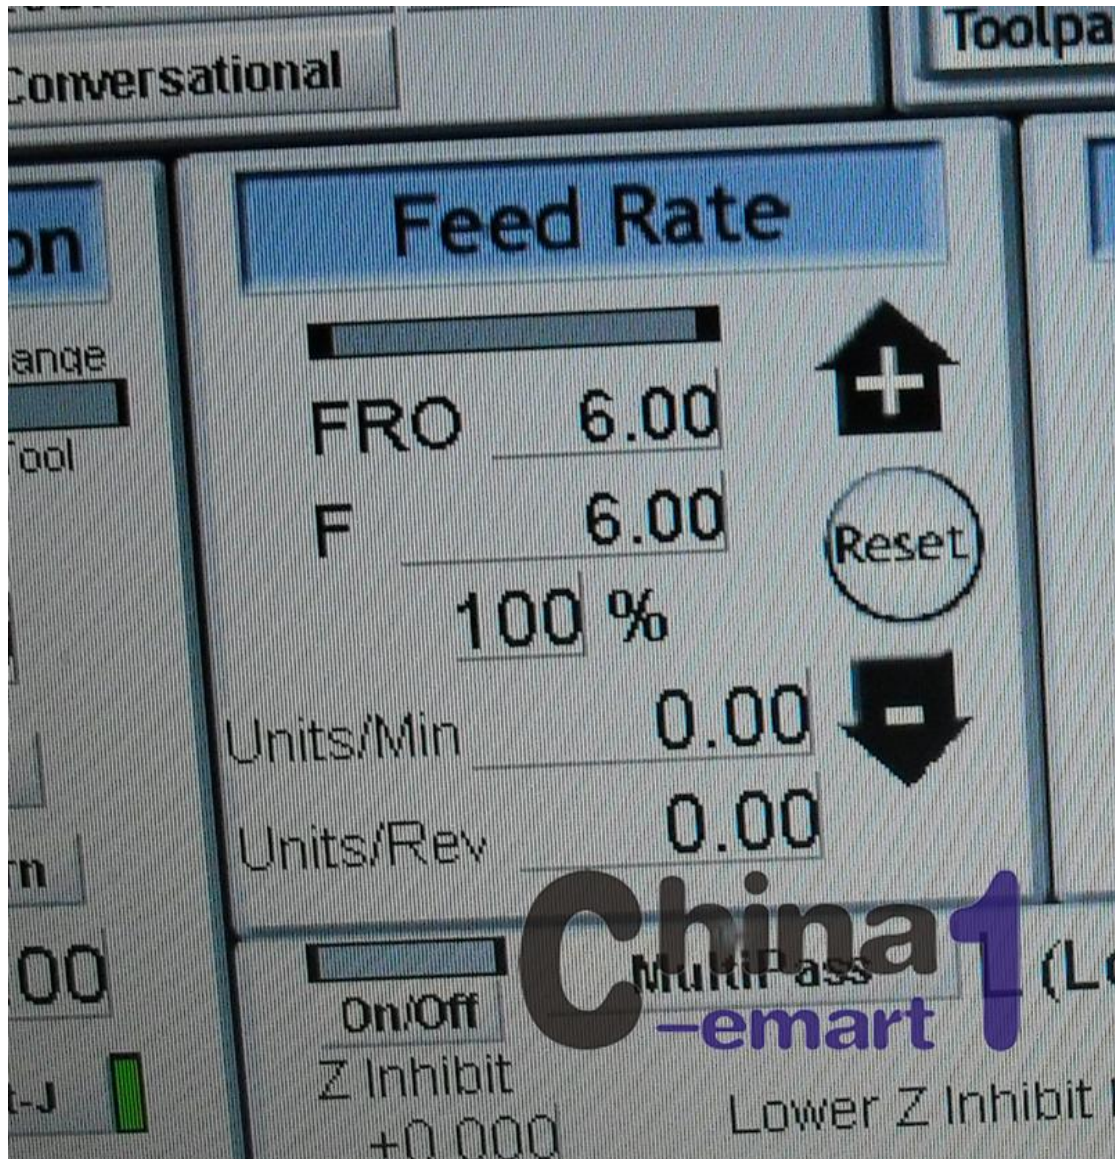 Conversational
Toolpa
on
Feed Rate
ange
FRO 6.00
Tool
F 6.00
Reset
100 %
Units/Min 0.00
Units/Rev 0.00
rn
00
On/Off
MultiPass
(L
China1
-emart
-J
Z Inhibit
+0.000
Lower Z Inhibit